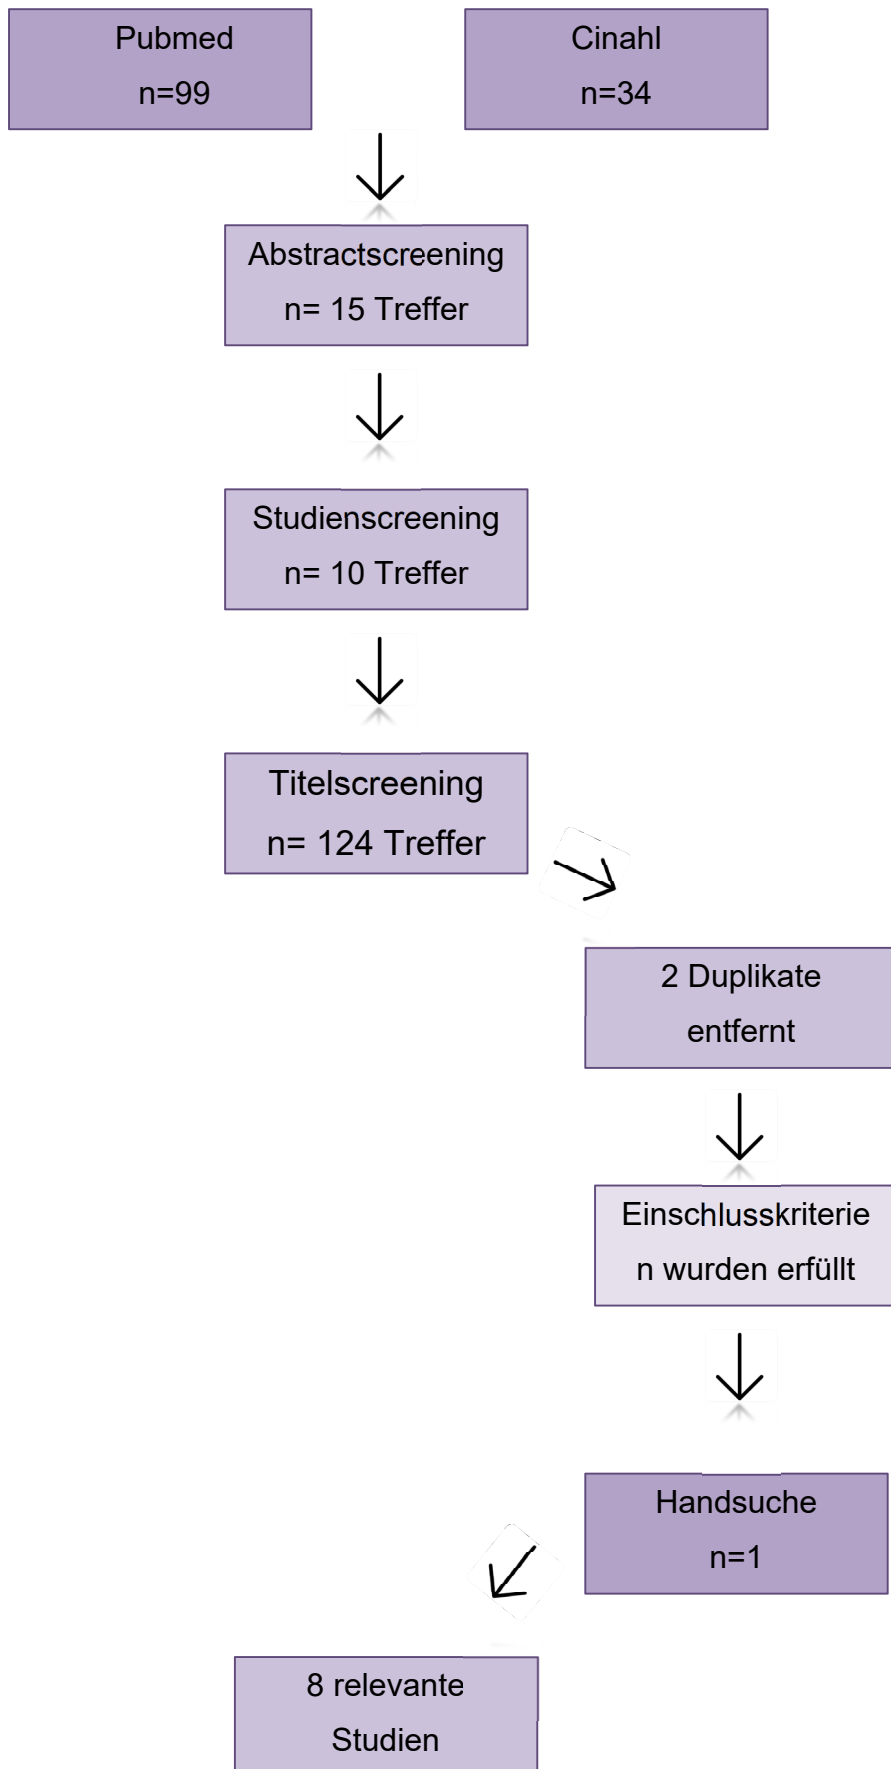 Pubmed
n=99
Cinahl
n=34
Abstractscreening
n= 15 Treffer
Studienscreening
n= 10 Treffer
Titelscreening
n= 124 Treffer
2 Duplikate
entfernt
Einschlusskriterie
n wurden erfüllt
Handsuche
n=1
8 relevante
Studien